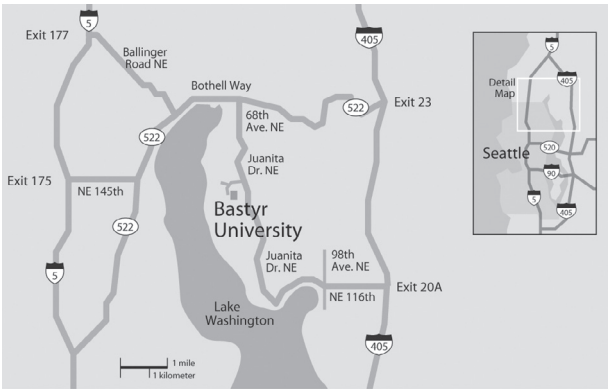 5
Exit 177
Ballinger
Road NE
405
Bothell Way
522
Exit 23
68th
Ave. NE
522
Juanita
Dr. NE
Exit 175
NE 145th
522
Bastyr
University
Juanita
Dr. NE
98th
Ave. NE
5
NE 116th
Exit 20A
Lake
Washington
405
1 mile
1 kilometer
5
Detail
Map
405
Seattle
520
90
5
405